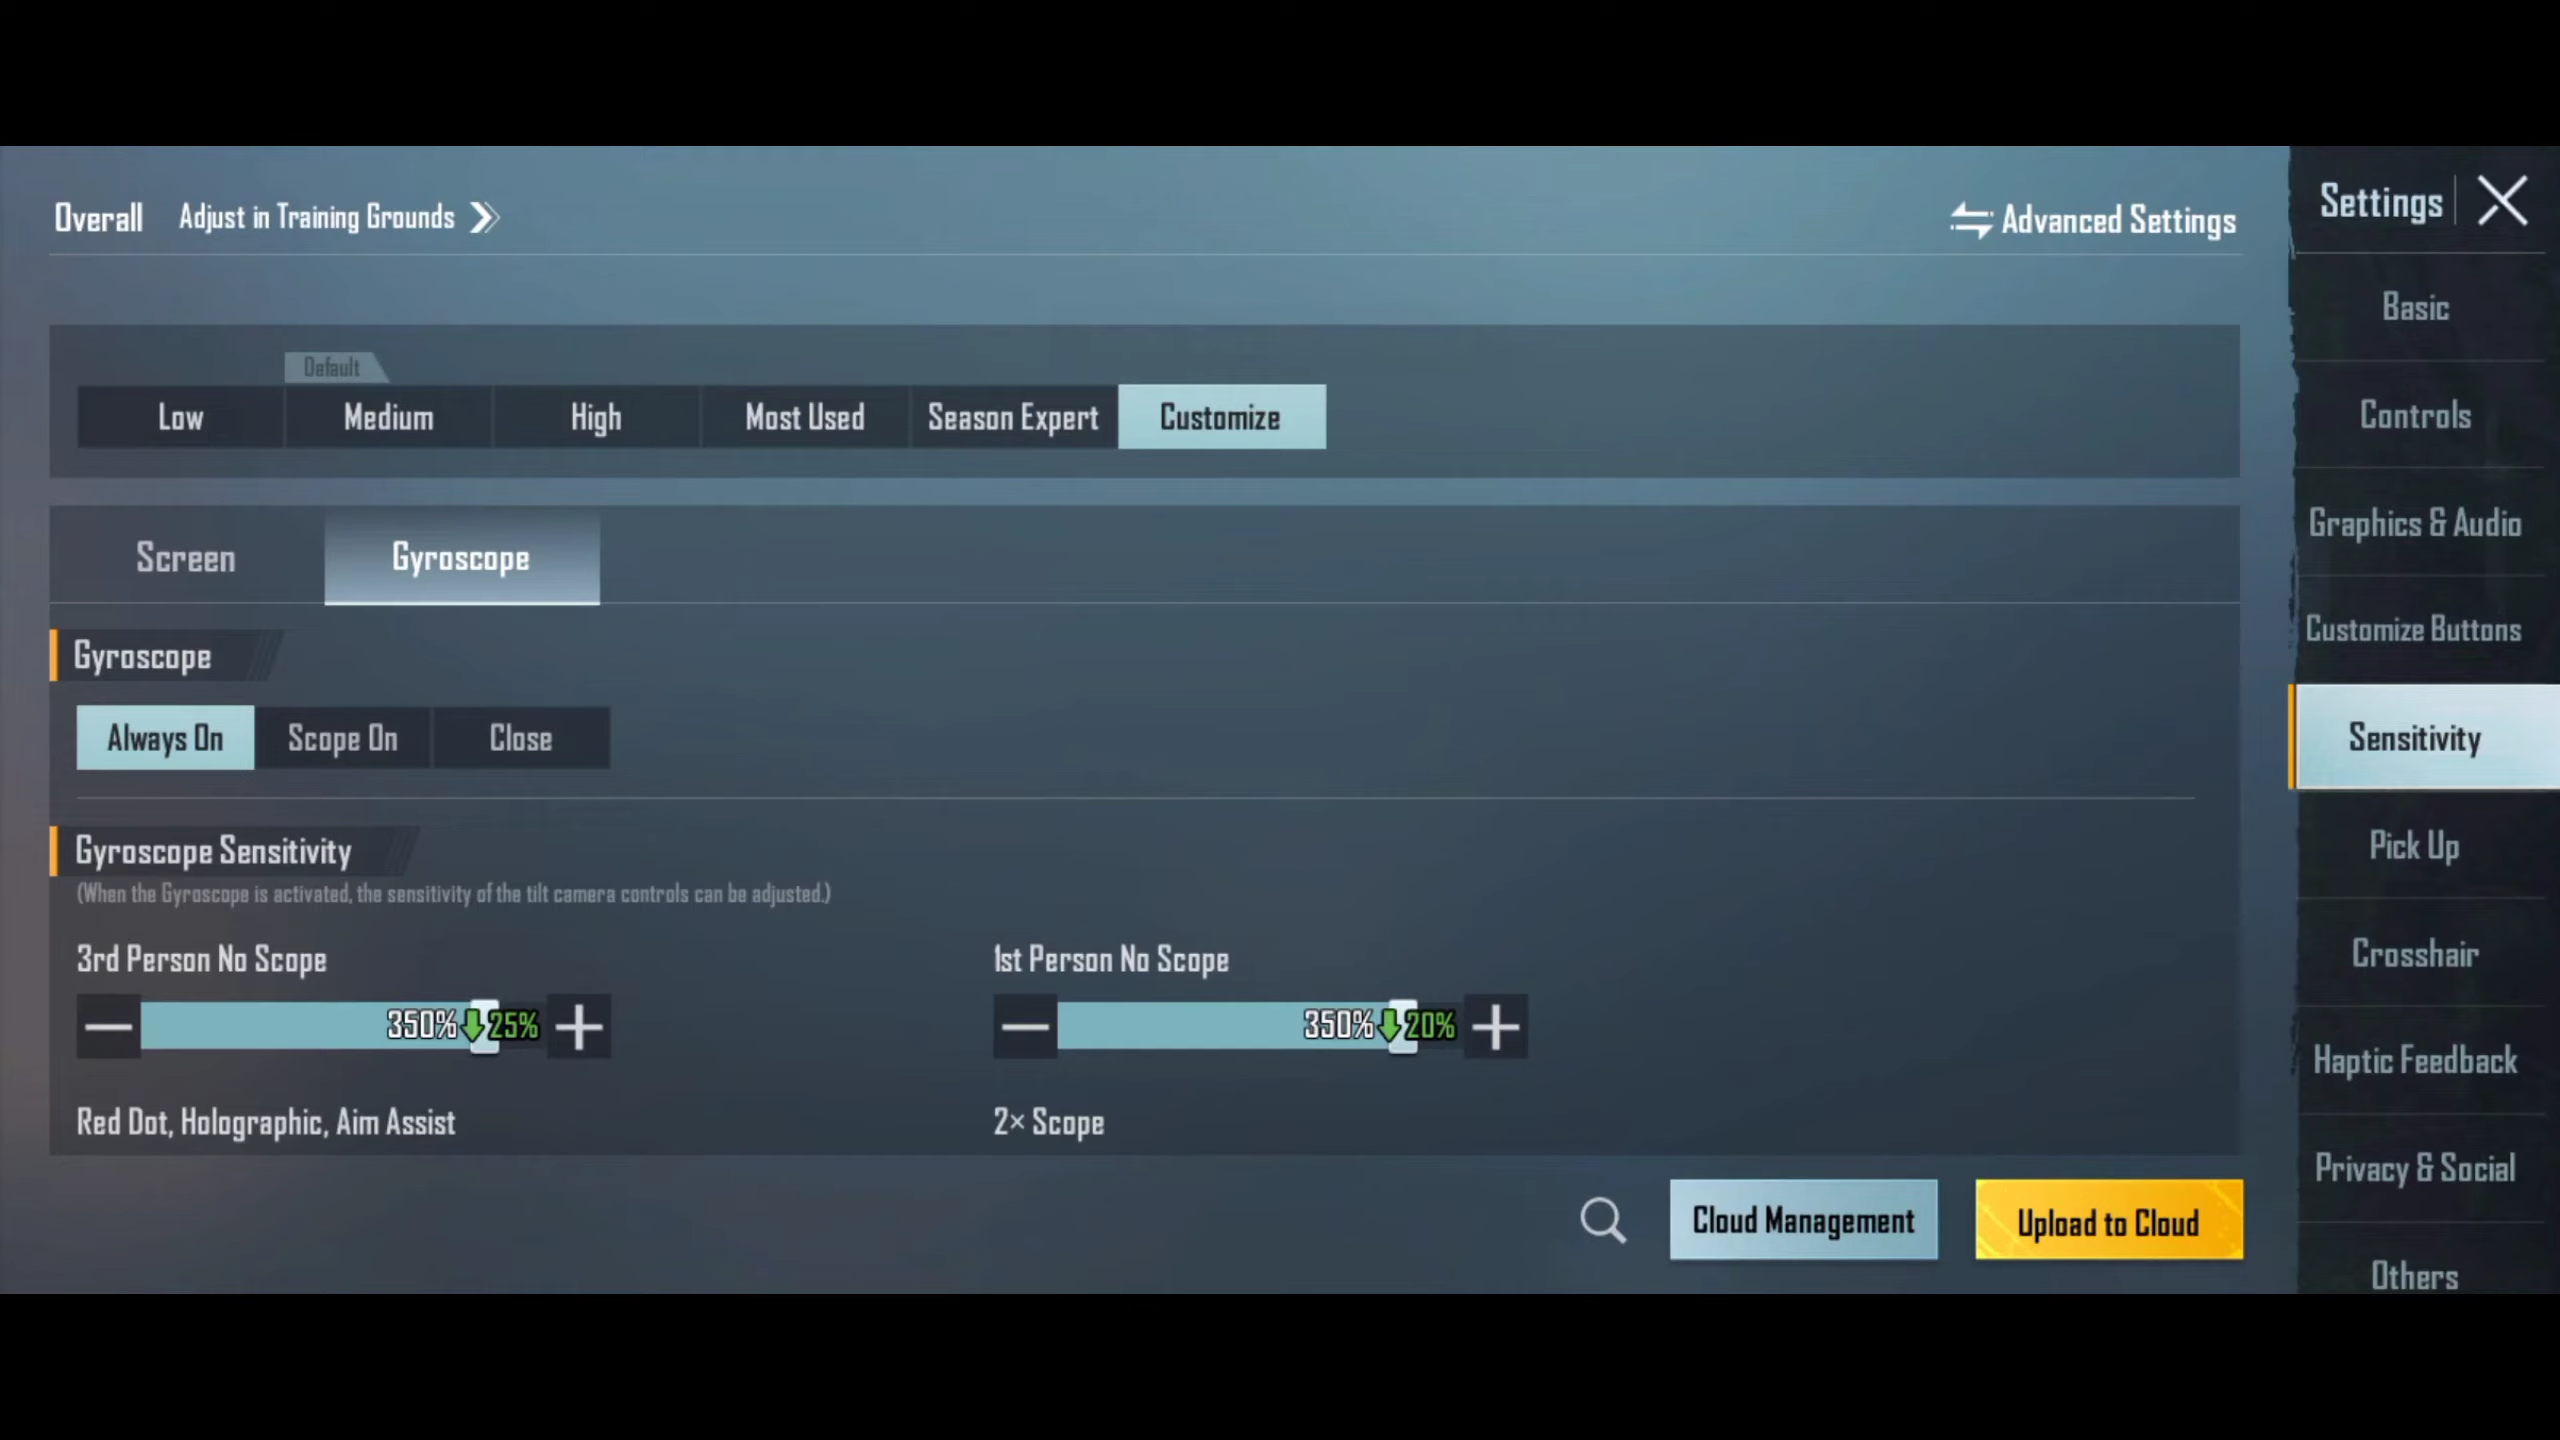 Overall Adjust in Training Grounds
Advanced Settings
Settings
Default
Low Medium High Most Used Season Expert Customize
Screen Gyroscope
Gyroscope
Always On Scope On Close
Gyroscope Sensitivity
(When the Gyroscope is activated, the sensitivity of the tilt camera controls can be adjusted.)
3rd Person No Scope
350% 25%
1st Person No Scope
350% 20%
Red Dot, Holographic, Aim Assist
2× Scope
Cloud Management
Upload to Cloud
Basic
Controls
Graphics & Audio
Customize Buttons
Sensitivity
Pick Up
Crosshair
Haptic Feedback
Privacy & Social
Others